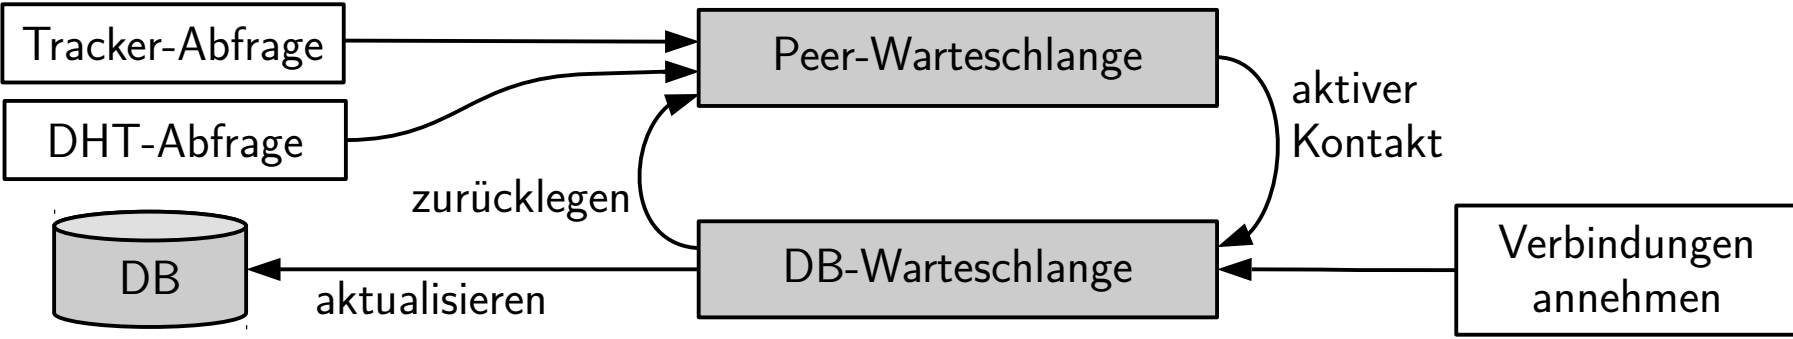 Tracker-Abfrage
Peer-Warteschlange
aktiver
Kontakt
DHT-Abfrage
zurücklegen
DB
aktualisieren
DB-Warteschlange
Verbindungen
annehmen